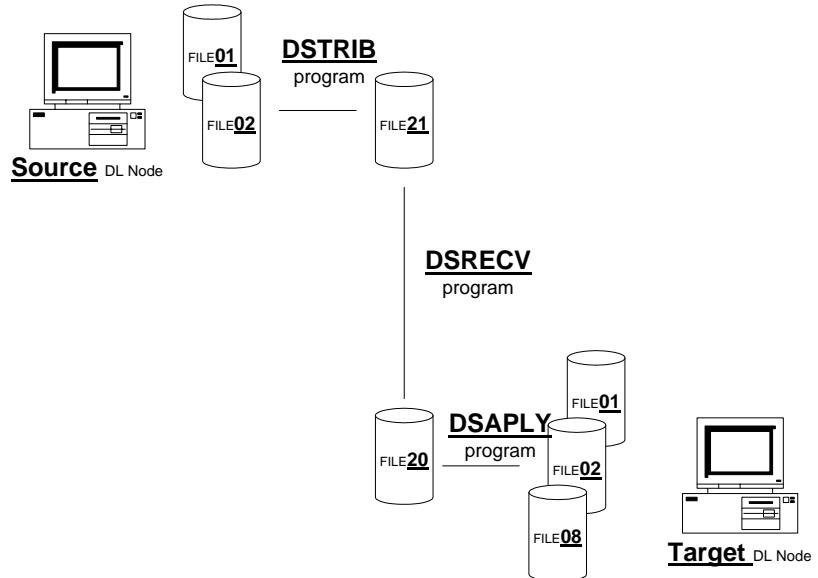 FILE01
DSTRIB
program
FILE02
FILE21
Source DL Node
DSRECV
program
FILE01
DSAPLY
program
FILE20
FILE02
FILE08
Target DL Node